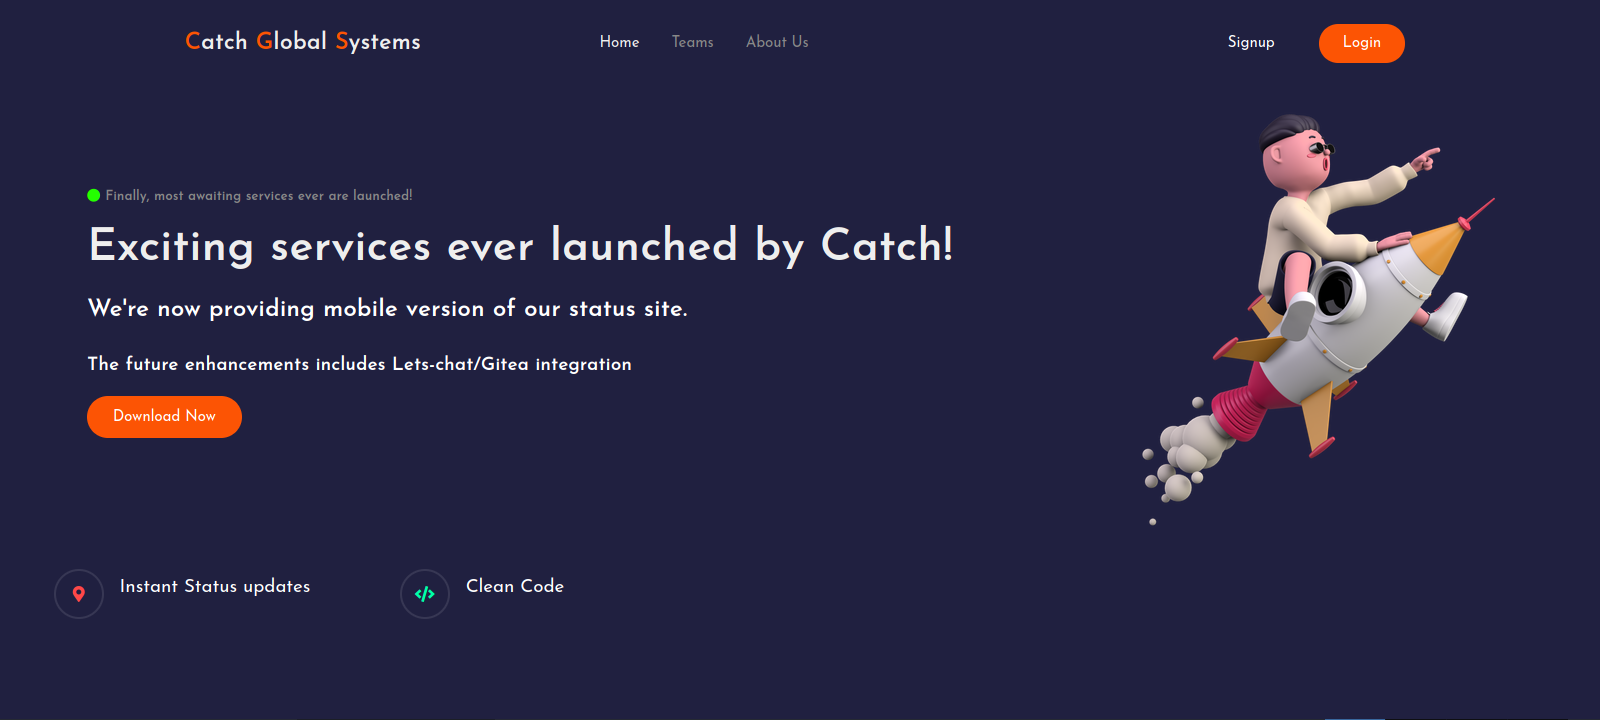 Catch Global Systems
Home
Teams
About Us
Signup
Login
Finally, most awaiting services ever are launched!
Exciting services ever launched by Catch!
We're now providing mobile version of our status site.
The future enhancements includes Lets-chat/Gitea integration
Download Now
Instant Status updates
Clean Code